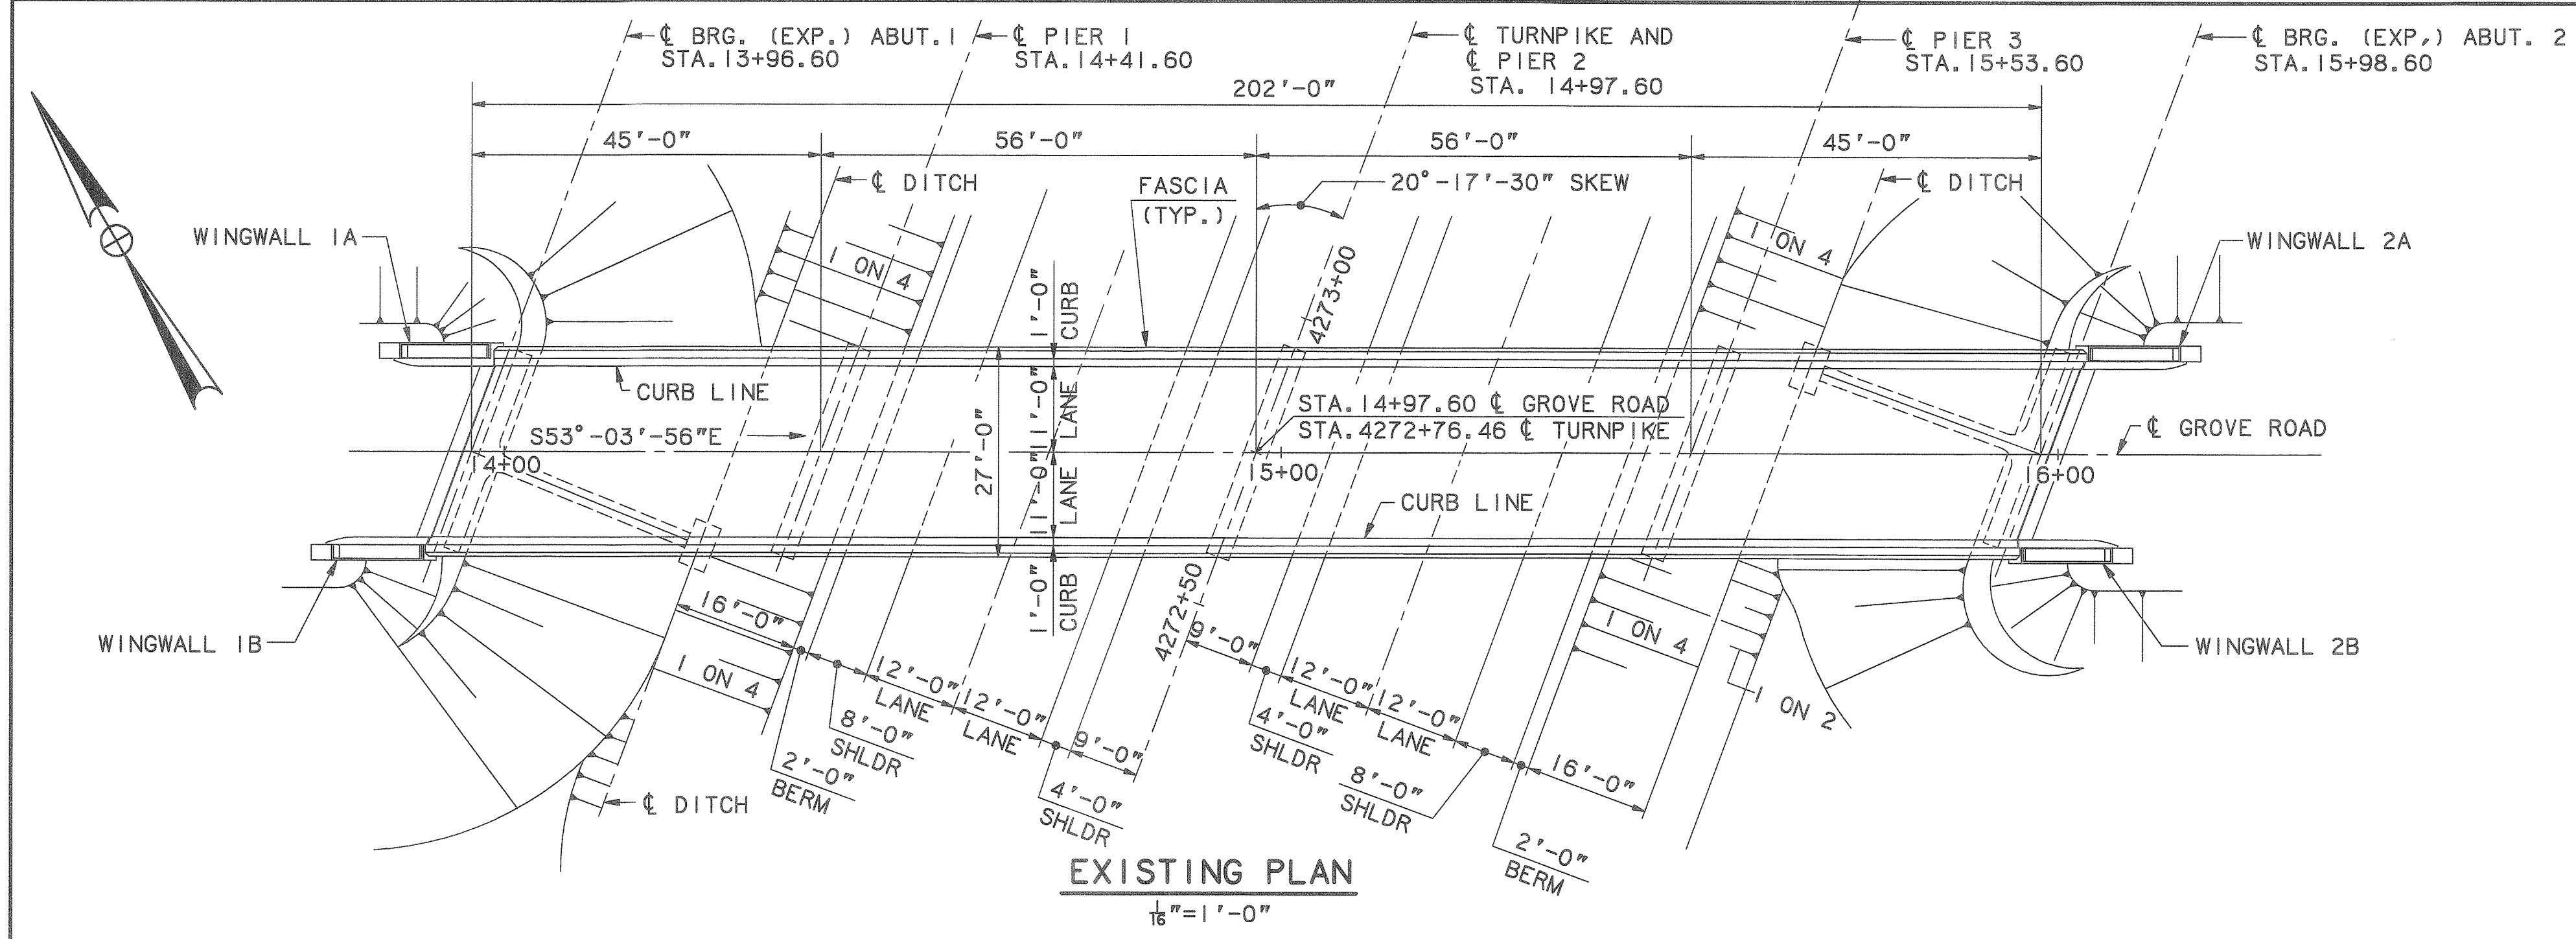 ℄ BRG. (EXP.) ABUT. 1
STA. 13+96.60
℄ PIER 1
STA. 14+41.60
℄ TURNPIKE AND
℄ PIER 2
STA. 14+97.60
℄ PIER 3
STA. 15+53.60
℄ BRG. (EXP,) ABUT. 2
STA. 15+98.60
202'-0"
45'-0"
56'-0"
56'-0"
45'-0"
℄ DITCH
FASCIA
(TYP.)
20°-17'-30" SKEW
℄ DITCH
WINGWALL 1A
1 ON 4
1'-0"
CURB
4273+00
1 ON 4
WINGWALL 2A
CURB LINE
11'-0"
LANE
STA. 14+97.60 ℄ GROVE ROAD
STA. 4272+76.46 ℄ TURNPIKE
S53°-03'-56"E
℄ GROVE ROAD
14+00
27'-0"
15+00
16+00
11'-0"
LANE
CURB LINE
1'-0"
CURB
4272+50
WINGWALL 1B
16'-0"
1 ON 4
9'-0"
1 ON 4
WINGWALL 2B
12'-0"
LANE
12'-0"
LANE
12'-0"
LANE
12'-0"
LANE
1 ON 2
8'-0"
SHLDR
9'-0"
4'-0"
SHLDR
2'-0"
BERM
4'-0"
SHLDR
8'-0"
SHLDR
16'-0"
℄ DITCH
2'-0"
BERM
EXISTING PLAN
1/16"=1'-0"